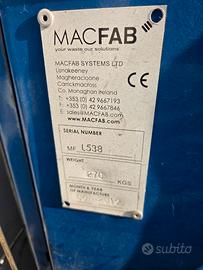 MACFAB
your waste our solutions
MACFAB SYSTEMS LTD
Lisnakeeney
Magheracloone
Carrickmacross
Co. Monaghan Ireland
T: +353 (0) 42 9667193
F: +353 (0) 42 9667846
E: sales@MACFAB.com
www.MACFAB.com
CE
SERIAL NUMBER
MF L538
WEIGHT
KGS
MONTH & YEAR
OF MANUFACTURE
subito